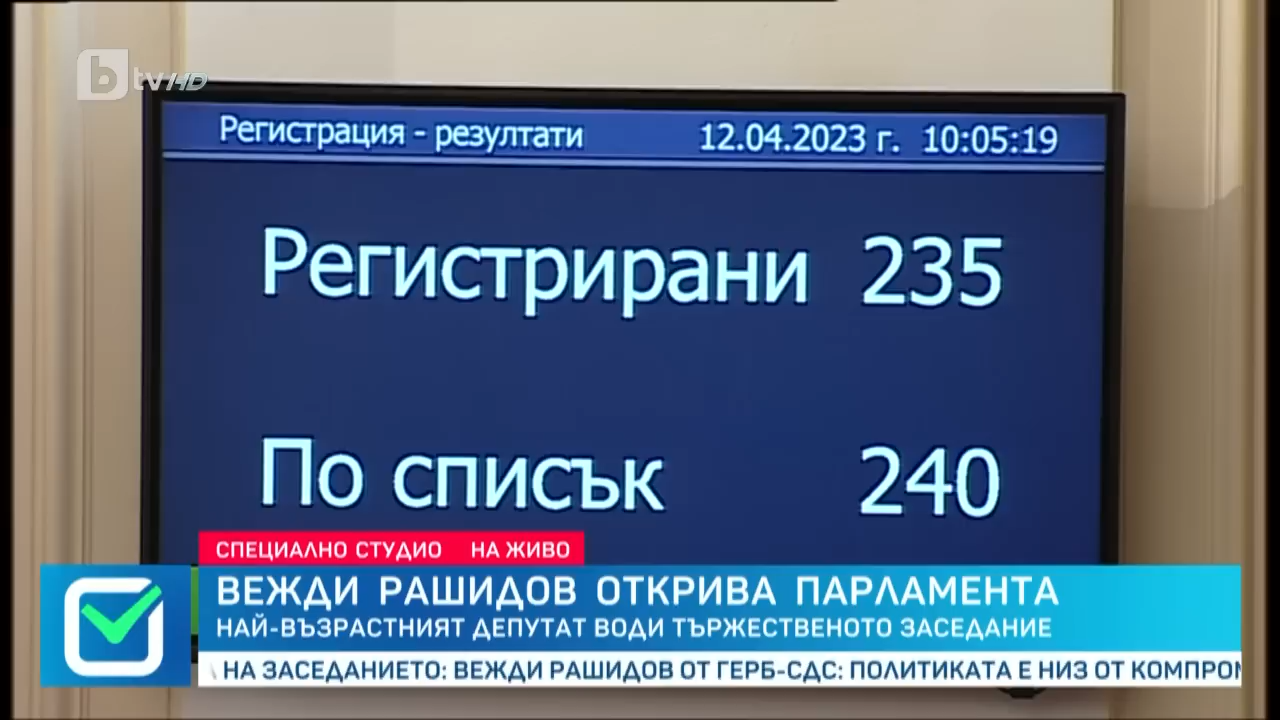 btv HD
Регистрация - резултати 12.04.2023 г. 10:05:19
Регистрирани 235
По списък 240
СПЕЦИАЛНО СТУДИО НА ЖИВО
ВЕЖДИ РАШИДОВ ОТКРИВА ПАРЛАМЕНТА
НАЙ-ВЪЗРАСТНИЯТ ДЕПУТАТ ВОДИ ТЪРЖЕСТВЕНОТО ЗАСЕДАНИЕ
НА ЗАСЕДАНИЕТО: ВЕЖДИ РАШИДОВ ОТ ГЕРБ-СДС: ПОЛИТИКАТА Е НИЗ ОТ